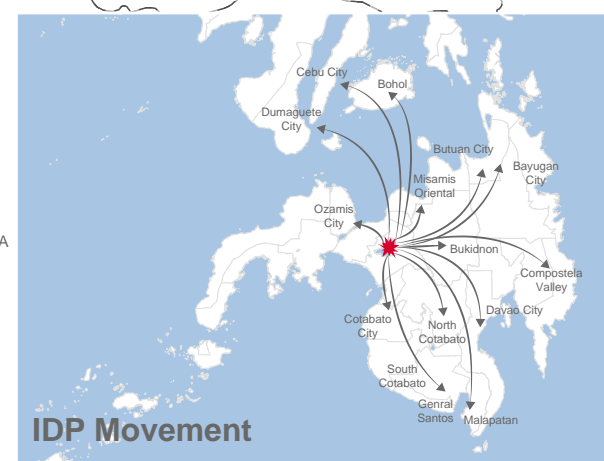 Cebu City
Bohol
Dumaguete
City
Butuan City
Bayugan
City
Misamis
Oriental
Ozamis
City
A
Bukidnon
Compostela
Valley
Davao City
Cotabato
City
North
Cotabato
South
Cotabato
Genral
Santos
Malapatan
IDP Movement